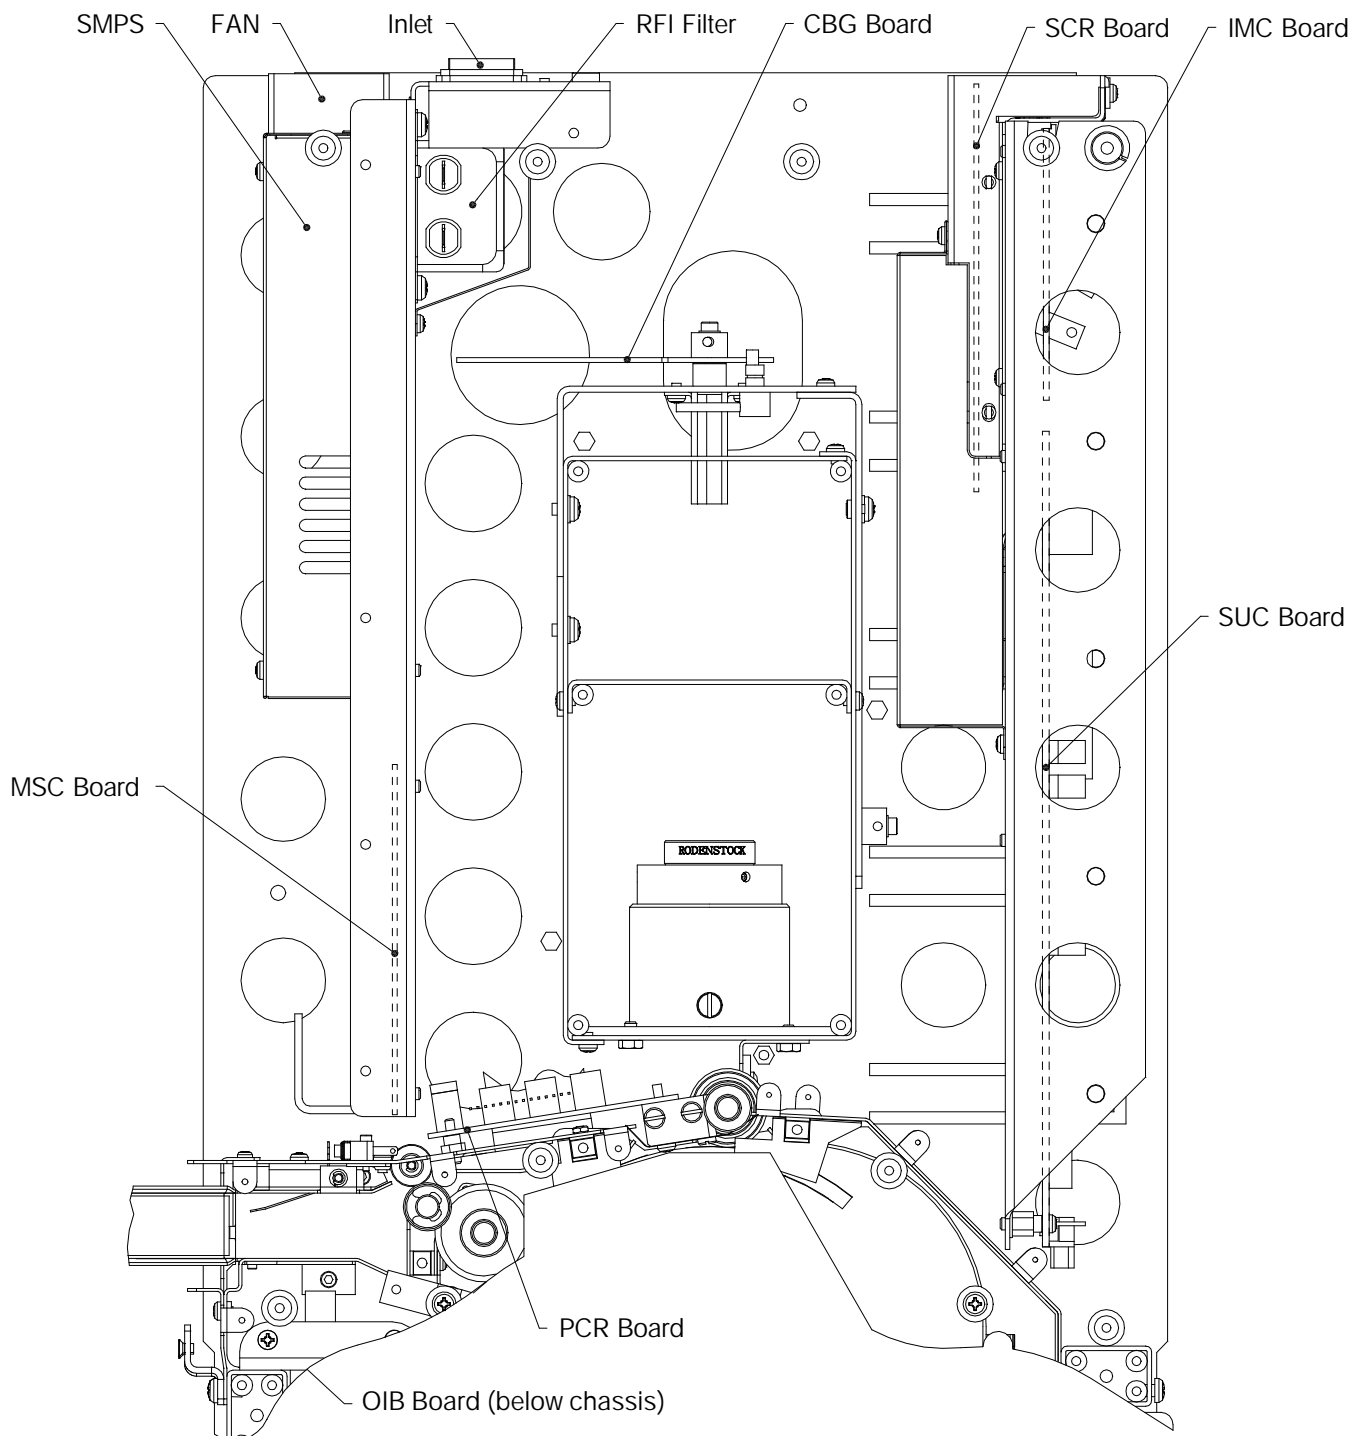 SMPS
FAN
Inlet
RFI Filter
CBG Board
SCR Board
IMC Board
SUC Board
MSC Board
RODENSTOCK
PCR Board
OIB Board (below chassis)